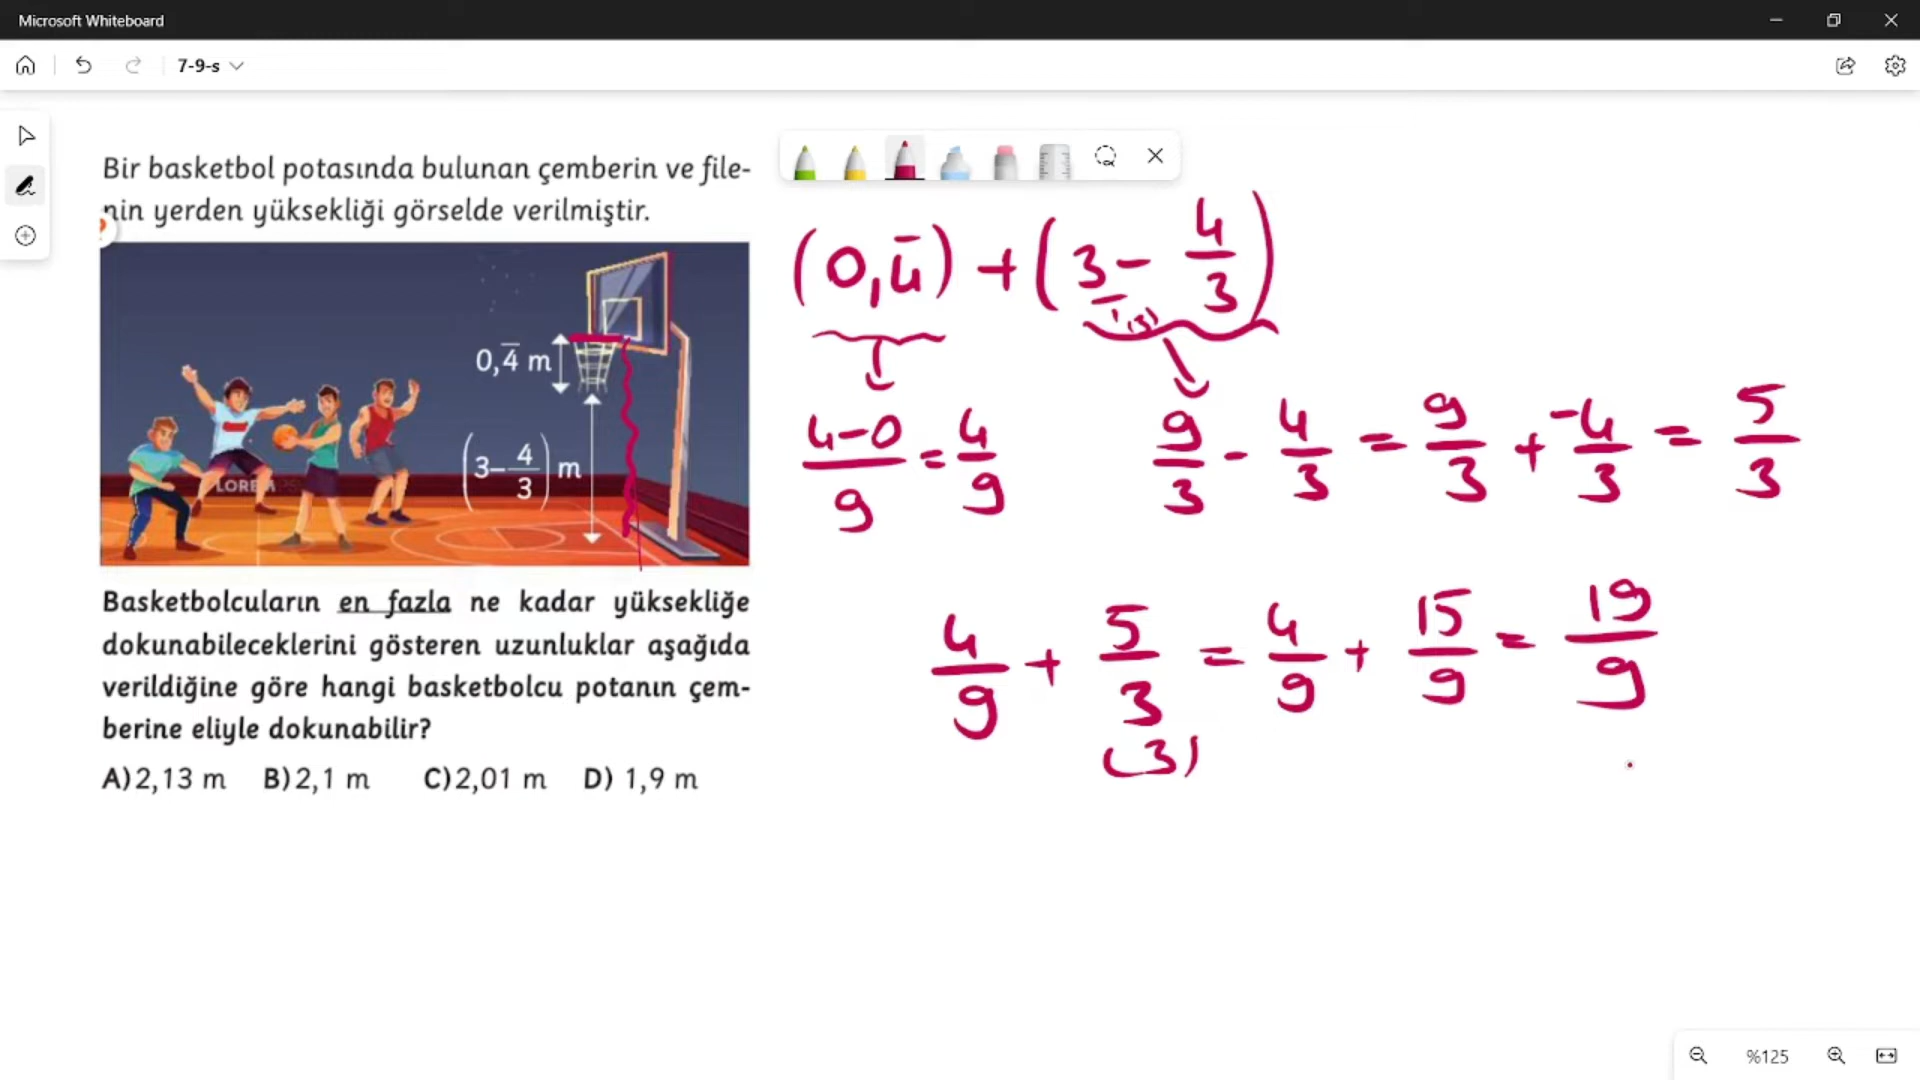 Microsoft Whiteboard
7-9-s
Bir basketbol potasında bulunan çemberin ve file-
nin yerden yüksekliği görselde verilmiştir.
0,4̅ m
(3-4/3) m
LOREM
Basketbolcuların en fazla ne kadar yüksekliğe
dokunabileceklerini gösteren uzunluklar aşağıda
verildiğine göre hangi basketbolcu potanın çem-
berine eliyle dokunabilir?
A) 2,13 m B) 2,1 m C) 2,01 m D) 1,9 m
(0,4̅) + (3 - 4/3)
1 (3)
4-0/9 = 4/9
9/3 - 4/3 = 9/3 + -4/3 = 5/3
4/9 + 5/3 = 4/9 + 15/9 = 19/9
(3)
%125